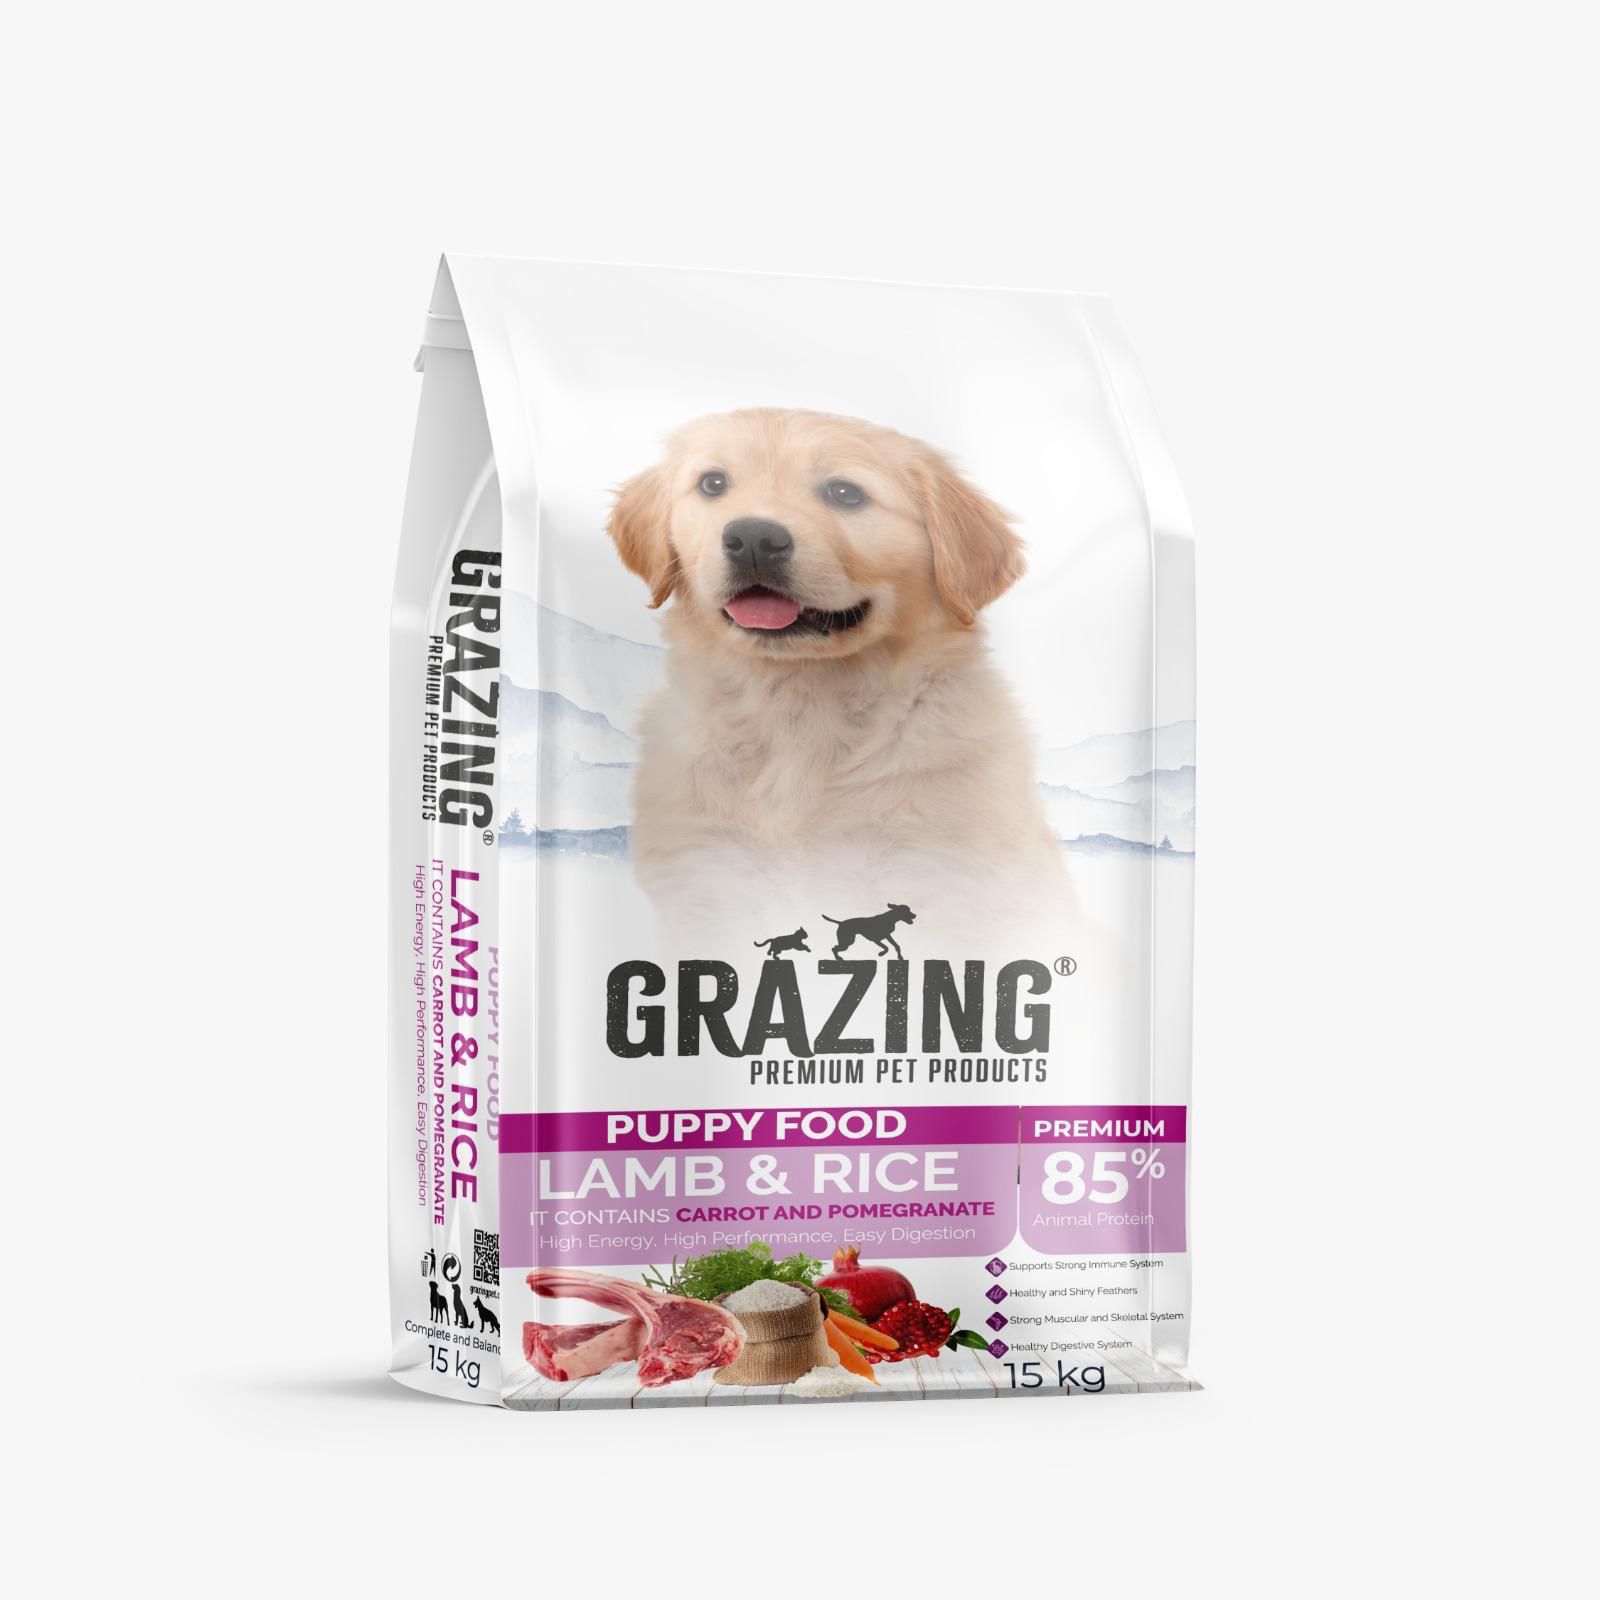 GRAZING®
PREMIUM PET PRODUCTS
PUPPY FOOD
LAMB & RICE
IT CONTAINS CARROT AND POMEGRANATE
High Energy, High Performance, Easy Digestion
PREMIUM
85%
Animal Protein
Supports Strong Immune System
Healthy and Shiny Feathers
Strong Muscular and Skeletal System
Healthy Digestive System
15 kg
GRAZING®
PREMIUM PET PRODUCTS
PUPPY FOOD
LAMB & RICE
IT CONTAINS CARROT AND POMEGRANATE
High Energy, High Performance, Easy Digestion
grazingpet.c
Complete and Balanc
15 kg